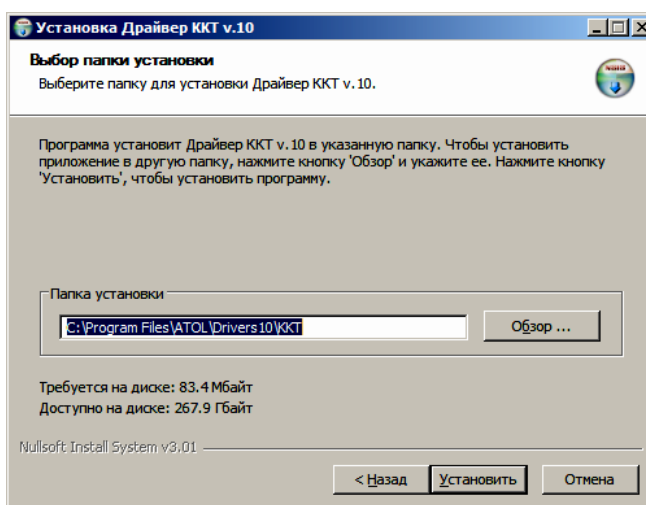 Установка Драйвер ККТ v.10
Выбор папки установки
Выберите папку для установки Драйвер ККТ v.10.
Программа установит Драйвер ККТ v.10 в указанную папку. Чтобы установить
приложение в другую папку, нажмите кнопку 'Обзор' и укажите ее. Нажмите кнопку
'Установить', чтобы установить программу.
Папка установки
C:\Program Files\ATOL\Drivers10\KKT
Обзор ...
Требуется на диске: 83.4 Мбайт
Доступно на диске: 267.9 Гбайт
Nullsoft Install System v3.01
< Назад
Установить
Отмена